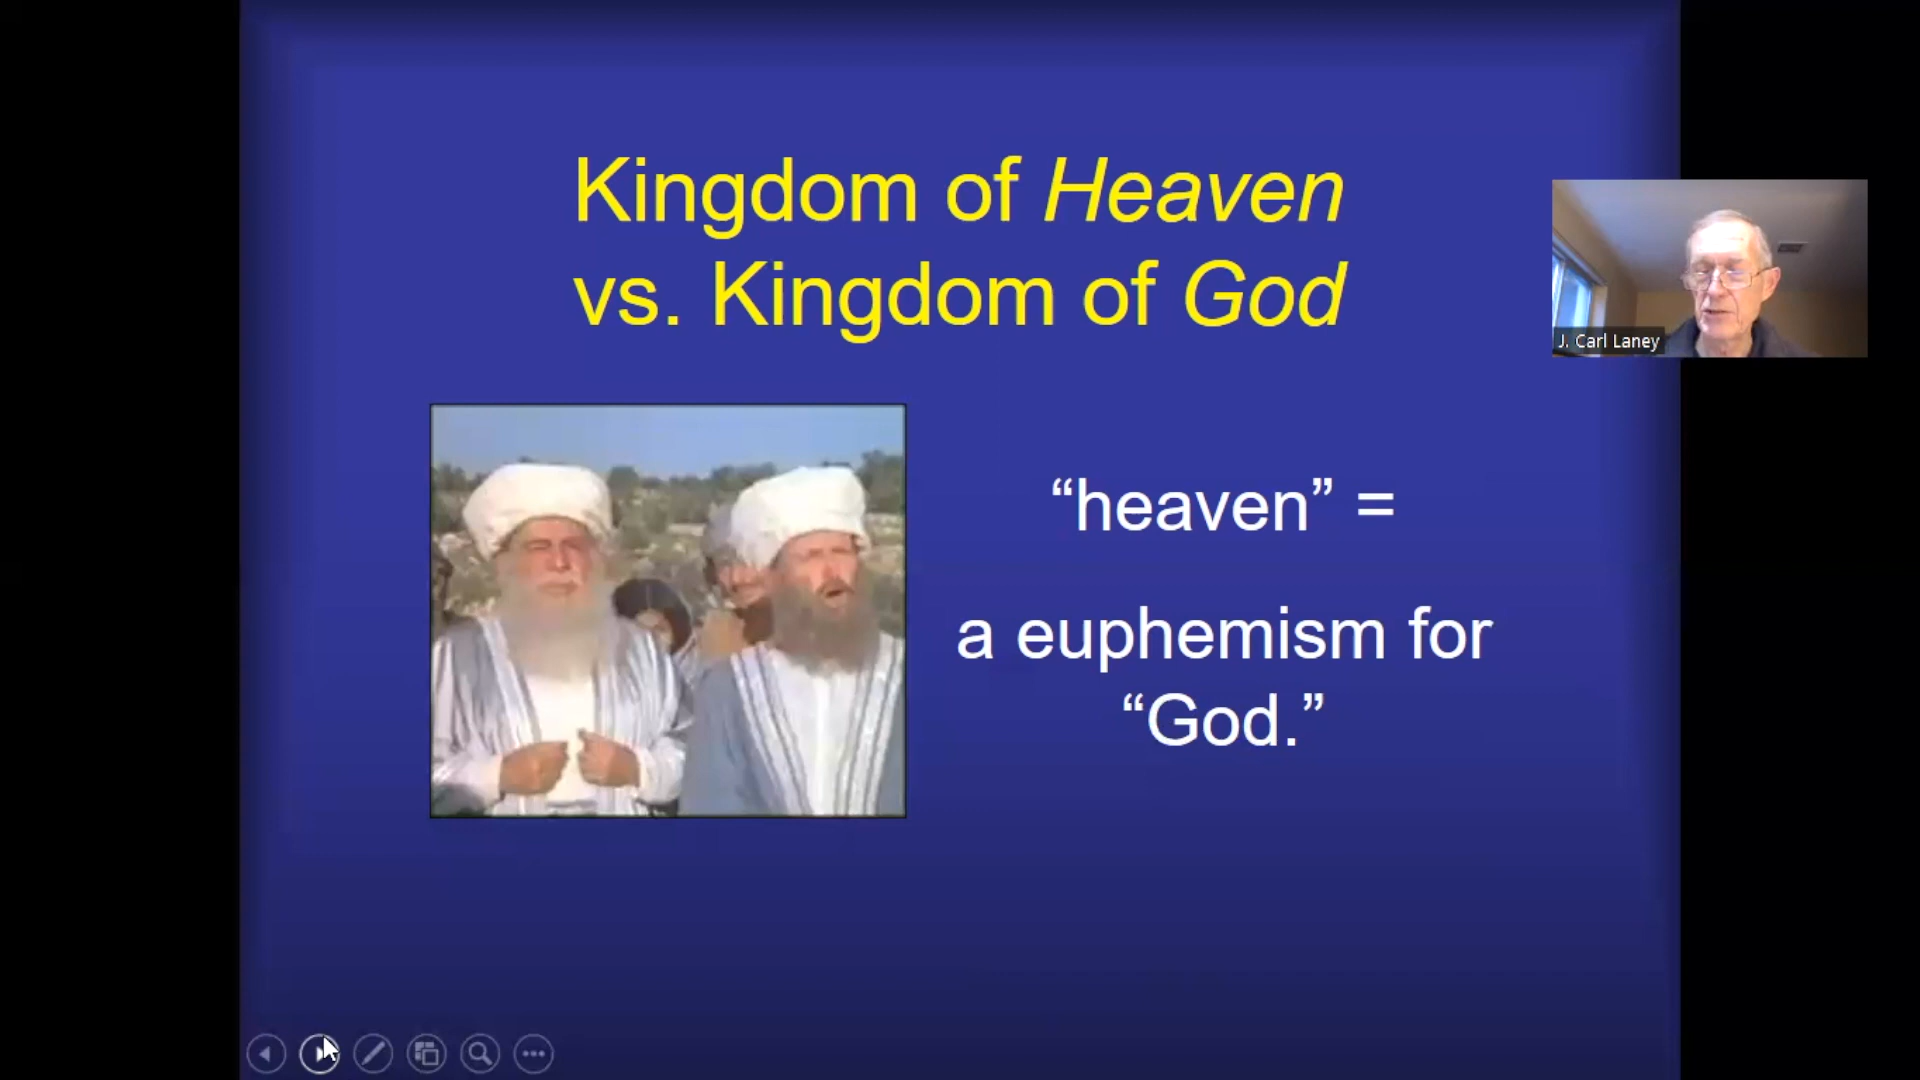 Kingdom of Heaven
vs. Kingdom of God
“heaven” =
a euphemism for
“God.”
J. Carl Laney